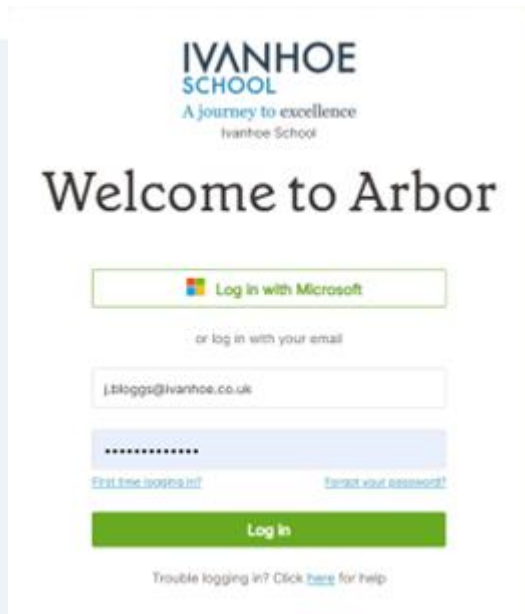 IVANHOE
SCHOOL
A journey to excellence
Ivanhoe School
Welcome to Arbor
Log in with Microsoft
or log in with your email
j.bloggs@ivanhoe.co.uk
•••••••••••••
First time logging in? Forgot your password?
Log in
Trouble logging in? Click here for help